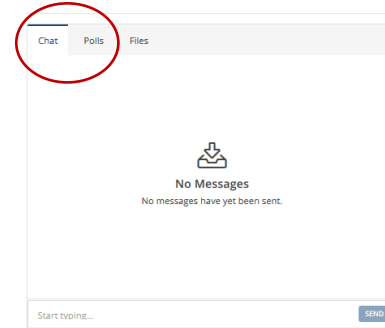 Chat Polls Files
No Messages
No messages have yet been sent.
Start typing...
SEND